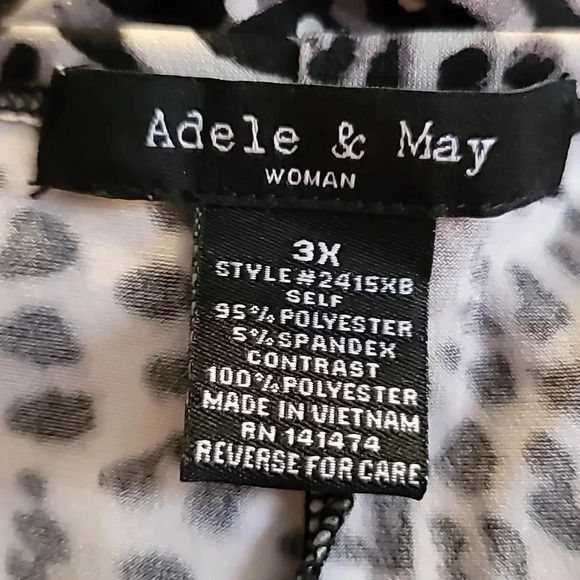 Adele & May
WOMAN
3X
STYLE#2415XB
SELF
95% POLYESTER
5% SPANDEX
CONTRAST
100% POLYESTER
MADE IN VIETNAM
RN 141474
REVERSE FOR CARE